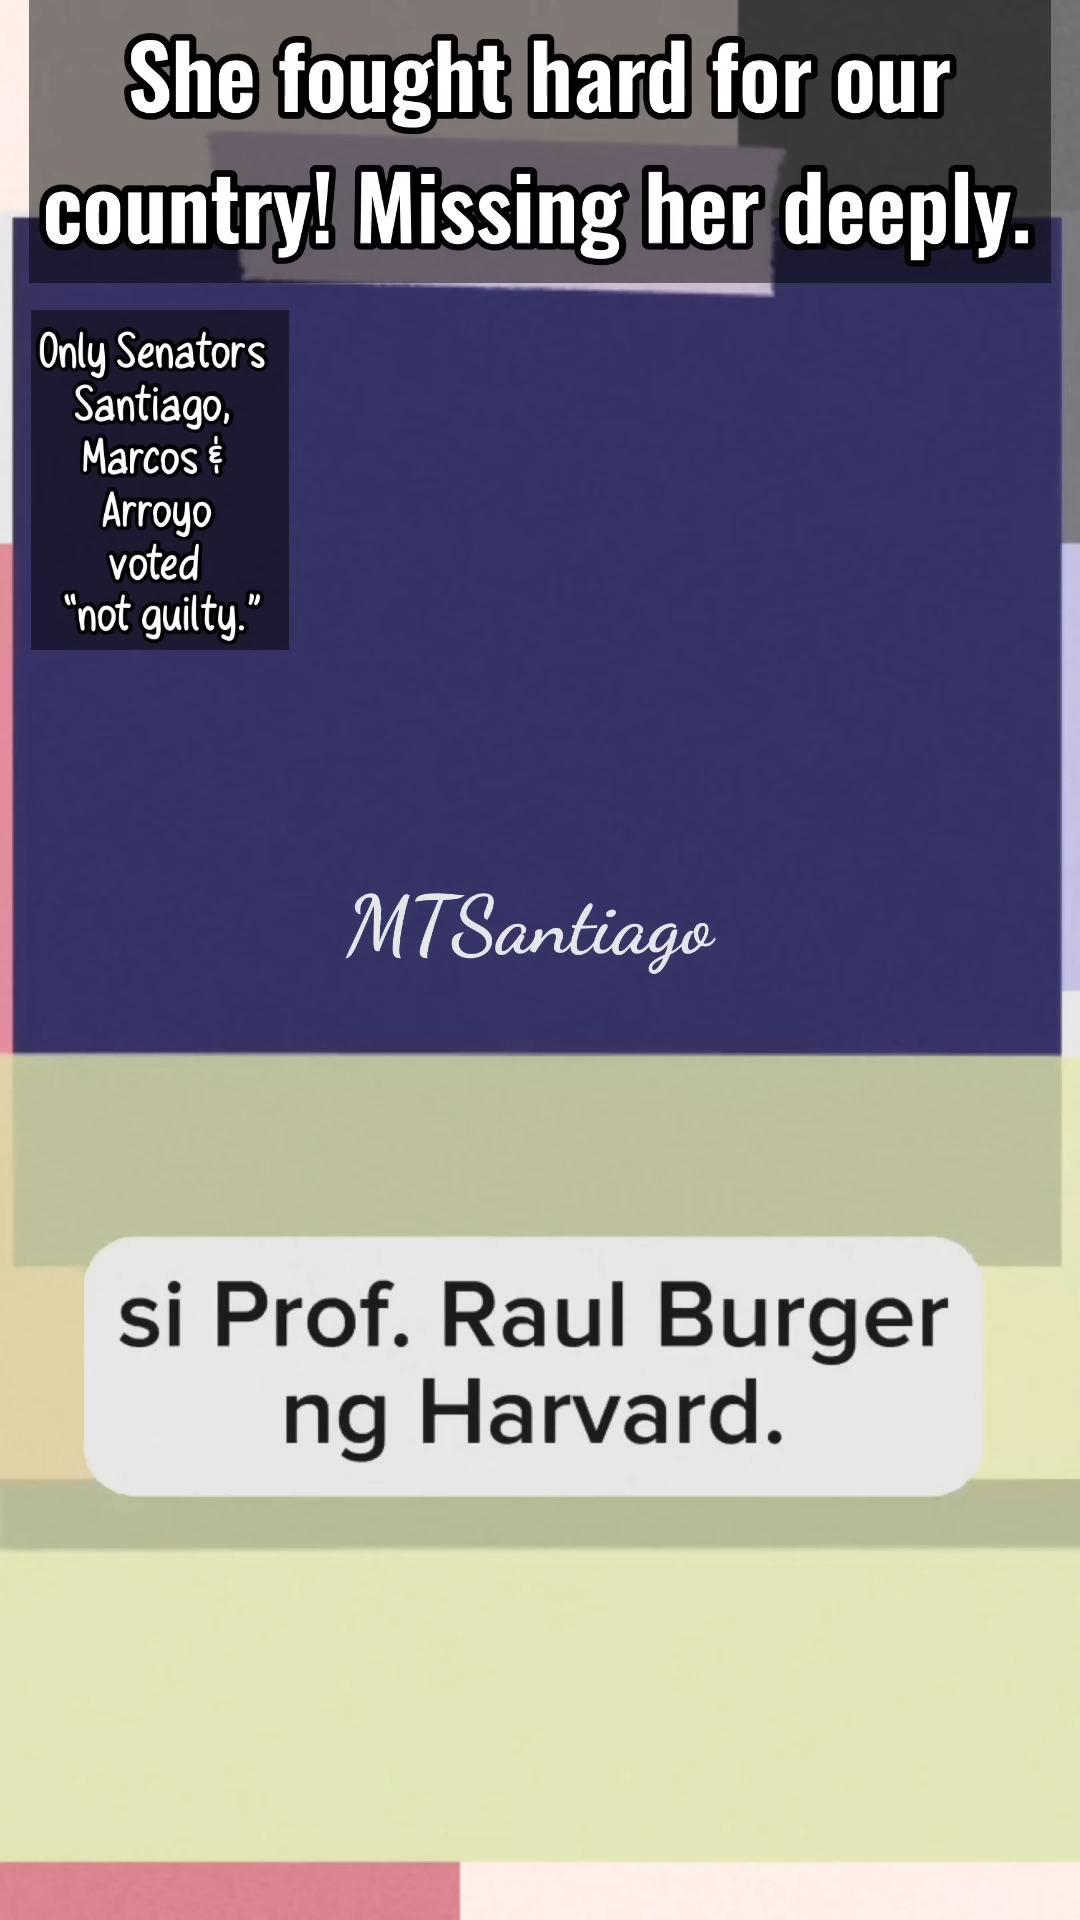 She fought hard for our
country! Missing her deeply.
Only Senators
Santiago,
Marcos &
Arroyo
voted
“not guilty.”
MTSantiago
si Prof. Raul Burger
ng Harvard.